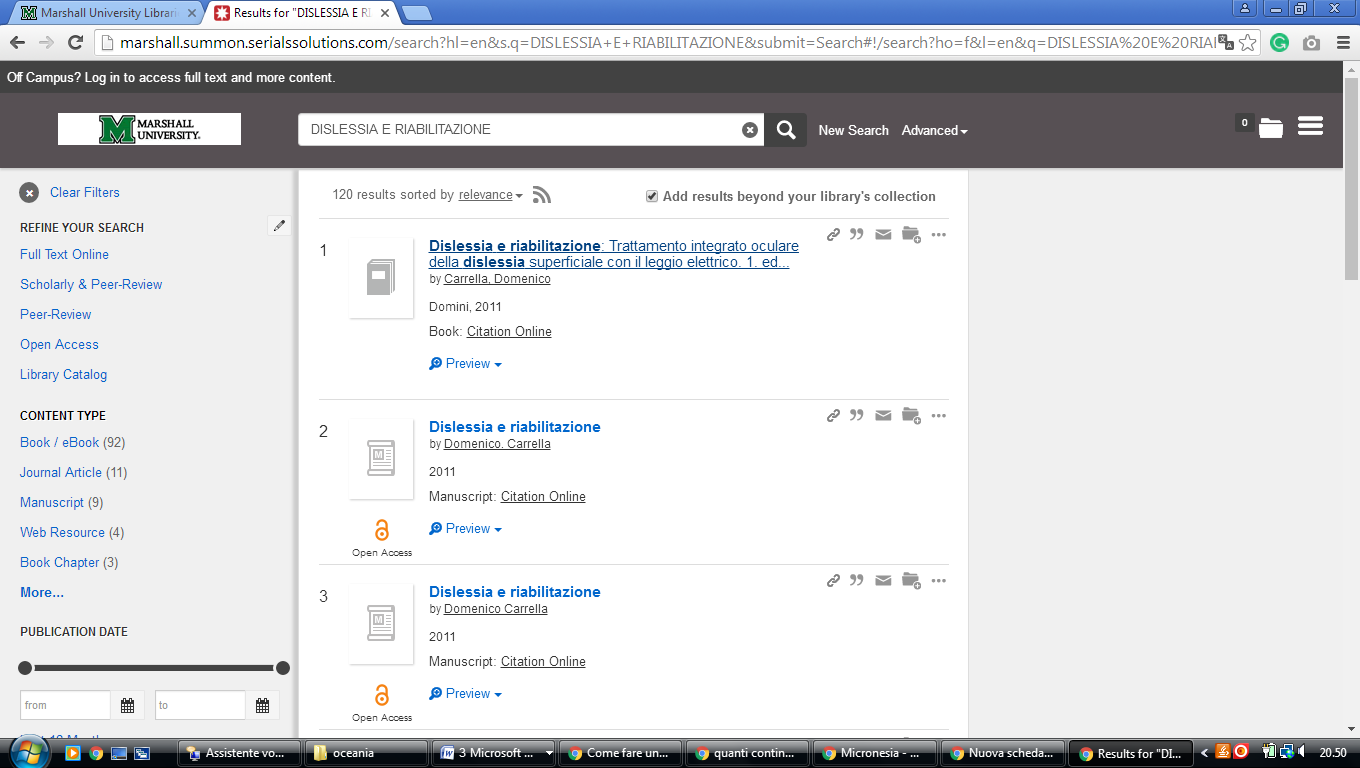 Marshall University Librari
Results for "DISLESSIA E RI
marshall.summon.serialssolutions.com/search?hl=en&s.q=DISLESSIA+E+RIABILITAZIONE&submit=Search#!/search?ho=f&l=en&q=DISLESSIA%20E%20RIAI
Off Campus? Log in to access full text and more content.
MARSHALL UNIVERSITY.
DISLESSIA E RIABILITAZIONE
New Search
Advanced
0
Clear Filters
REFINE YOUR SEARCH
Full Text Online
Scholarly & Peer-Review
Peer-Review
Open Access
Library Catalog
CONTENT TYPE
Book / eBook (92)
Journal Article (11)
Manuscript (9)
Web Resource (4)
Book Chapter (3)
More...
PUBLICATION DATE
from
to
120 results sorted by relevance
Add results beyond your library's collection
1
Dislessia e riabilitazione: Trattamento integrato oculare
della dislessia superficiale con il leggio elettrico. 1. ed...
by Carrella, Domenico
Domini, 2011
Book: Citation Online
Preview
2
Dislessia e riabilitazione
by Domenico. Carrella
2011
Manuscript: Citation Online
Open Access
Preview
3
Dislessia e riabilitazione
by Domenico Carrella
2011
Manuscript: Citation Online
Open Access
Preview
Assistente vo...
oceania
3 Microsoft ...
Come fare un...
quanti contin...
Micronesia - ...
Nuova scheda...
Results for "DI...
20.50